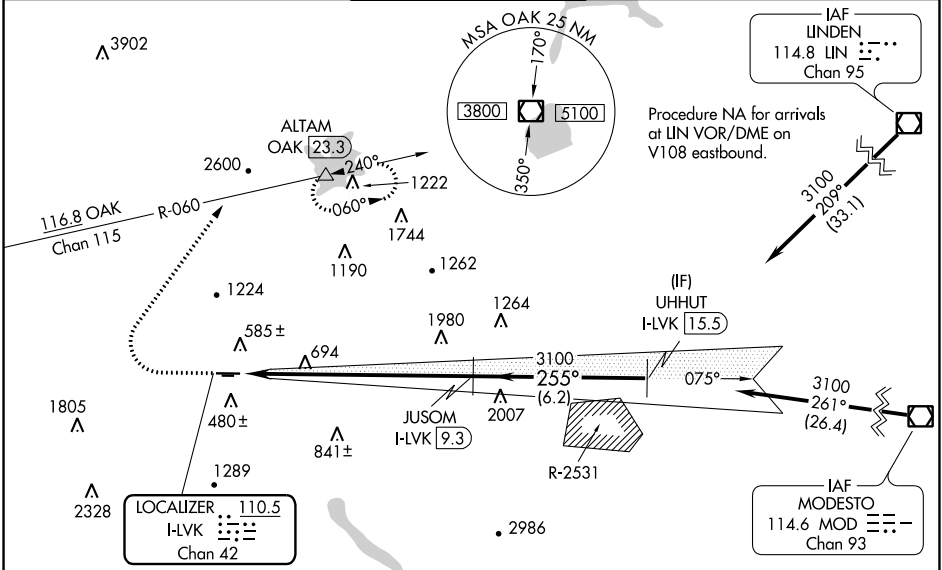 3902
MSA OAK 25 NM
170°
3800
5100
350°
IAF
LINDEN
114.8 LIN
Chan 95
Procedure NA for arrivals
at LIN VOR/DME on
V108 eastbound.
3100
209°
(33.1)
ALTAM
OAK 23.3
2600
240°
1222
060°
116.8 OAK
Chan 115
R-060
1744
1190
1262
1224
(IF)
UHHUT
I-LVK 15.5
1264
1980
585±
694
3100
255°
(6.2)
075°
3100
261°
(26.4)
JUSOM
I-LVK 9.3
2007
R-2531
1805
480±
841±
1289
2328
LOCALIZER 110.5
I-LVK
Chan 42
2986
IAF
MODESTO
114.6 MOD
Chan 93